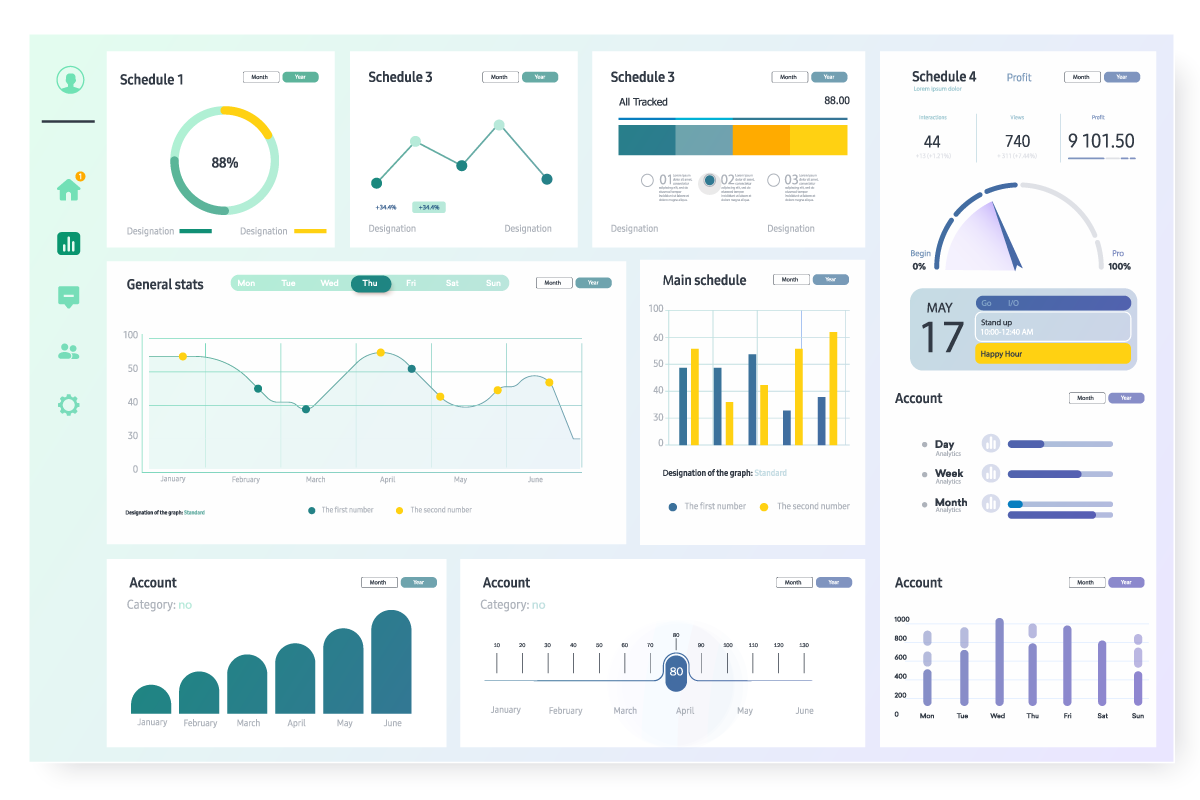 1
Schedule 1
Month
Year
88%
Designation
Designation
Schedule 3
Month
Year
+34.4%
+34.4%
Designation
Designation
Schedule 3
Month
Year
All Tracked
88.00
01
02
03
Designation
Designation
Schedule 4
Lorem ipsum dolor
Profit
Month
Year
Interactions
44
Views
740
Profit
9 101.50
Begin
0%
Pro
100%
MAY
17
Go
I/O
Stand up
10:00-12:40 AM
Happy Hour
General stats
Mon
Tue
Wed
Thu
Fri
Sat
Sun
Month
Year
100
50
40
30
0
January
February
March
April
May
June
Designation of the graph: Standard
The first number
The second number
Main schedule
Month
Year
100
60
50
40
30
0
Designation of the graph: Standard
The first number
The second number
Account
Month
Year
Day
Analytics
Week
Analytics
Month
Analytics
Account
Month
Year
Category: no
January
February
March
April
May
June
Account
Month
Year
Category: no
10
20
30
40
50
60
70
80
90
100
110
120
130
80
January
February
March
April
May
June
Account
Month
Year
1000
800
600
400
200
0
Mon
Tue
Wed
Thu
Fri
Sat
Sun